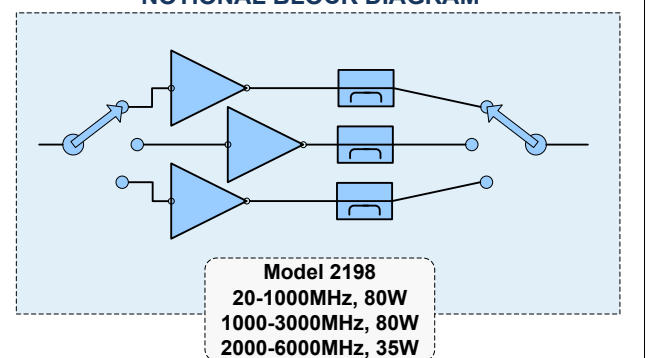 NOTIONAL BLOCK DIAGRAM
Model 2198
20-1000MHz, 80W
1000-3000MHz, 80W
2000-6000MHz, 35W